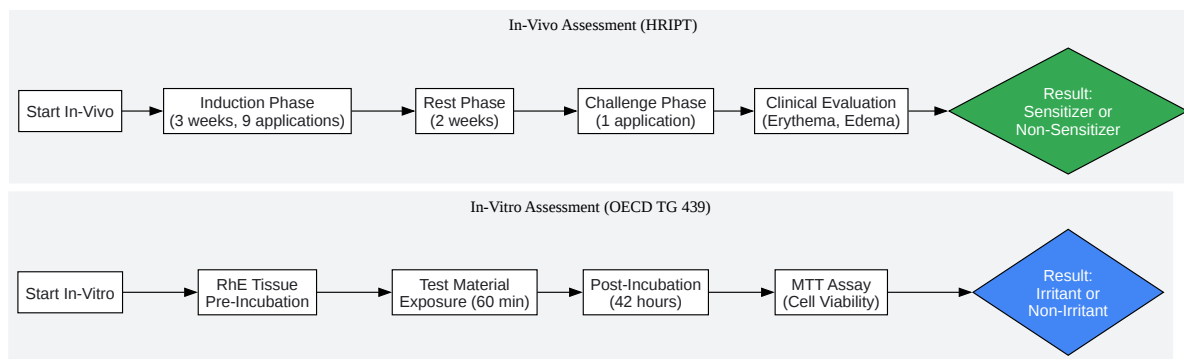 In-Vivo Assessment (HRIPT)
Start In-Vivo
Induction Phase
(3 weeks, 9 applications)
Rest Phase
(2 weeks)
Challenge Phase
(1 application)
Clinical Evaluation
(Erythema, Edema)
Result:
Sensitizer or
Non-Sensitizer
In-Vitro Assessment (OECD TG 439)
Start In-Vitro
RhE Tissue
Pre-Incubation
Test Material
Exposure (60 min)
Post-Incubation
(42 hours)
MTT Assay
(Cell Viability)
Result:
Irritant or
Non-Irritant